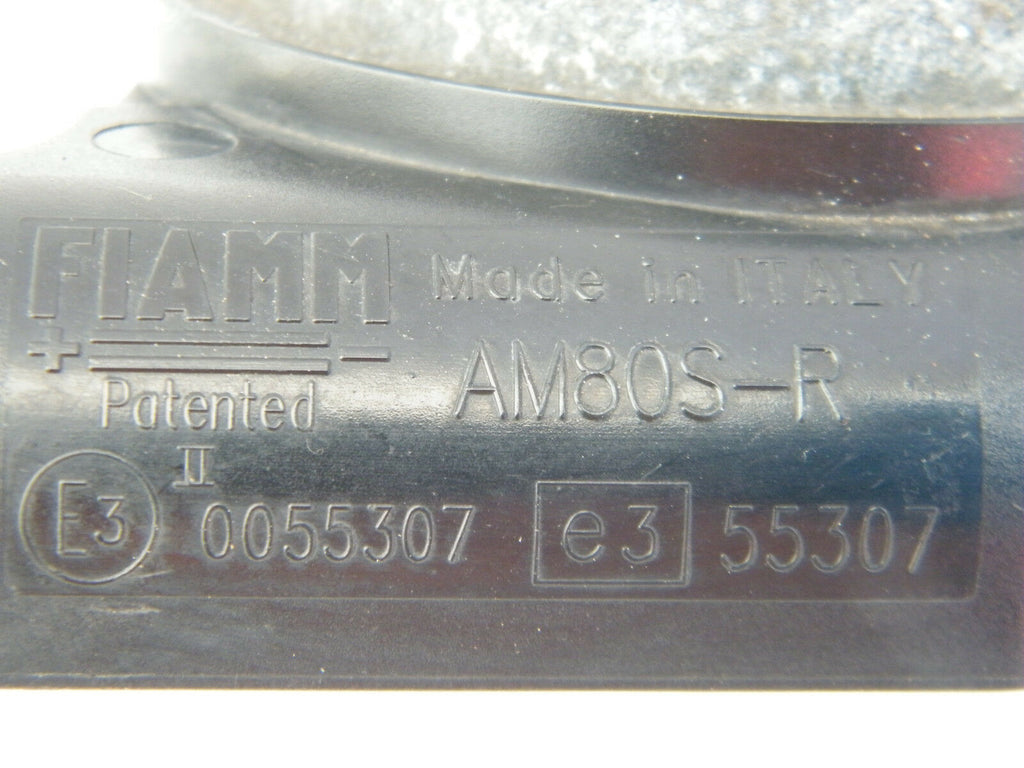 FIAMM Made in ITALY
+ -
Patented AM80S-R
II
E3 0055307 e3 55307